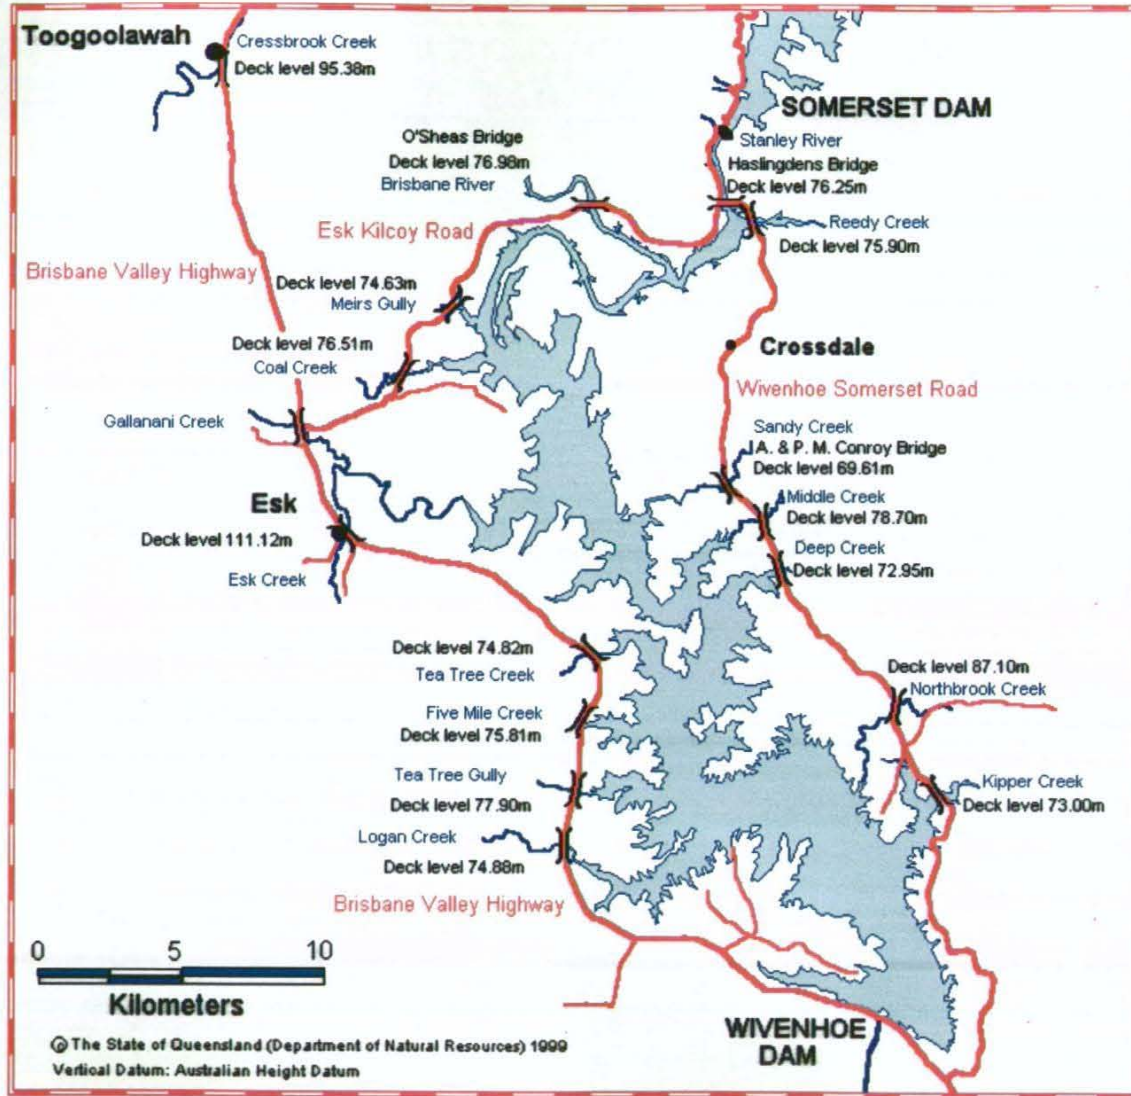 Toogoolawah
Cressbrook Creek
Deck level 95.38m
SOMERSET DAM
O'Sheas Bridge
Deck level 76.98m
Brisbane River
Stanley River
Haslingdens Bridge
Deck level 76.25m
Reedy Creek
Deck level 75.90m
Esk Kilcoy Road
Brisbane Valley Highway
Deck level 74.63m
Meirs Gully
Deck level 76.51m
Coal Creek
Crossdale
Wivenhoe Somerset Road
Gallanani Creek
Sandy Creek
J.A. & P. M. Conroy Bridge
Deck level 69.61m
Esk
Middle Creek
Deck level 78.70m
Deck level 111.12m
Deep Creek
Deck level 72.95m
Esk Creek
Deck level 74.82m
Tea Tree Creek
Deck level 87.10m
Northbrook Creek
Five Mile Creek
Deck level 75.81m
Tea Tree Gully
Deck level 77.90m
Kipper Creek
Deck level 73.00m
Logan Creek
Deck level 74.88m
Brisbane Valley Highway
0 5 10
Kilometers
WIVENHOE
DAM
© The State of Queensland (Department of Natural Resources) 1999
Vertical Datum: Australian Height Datum